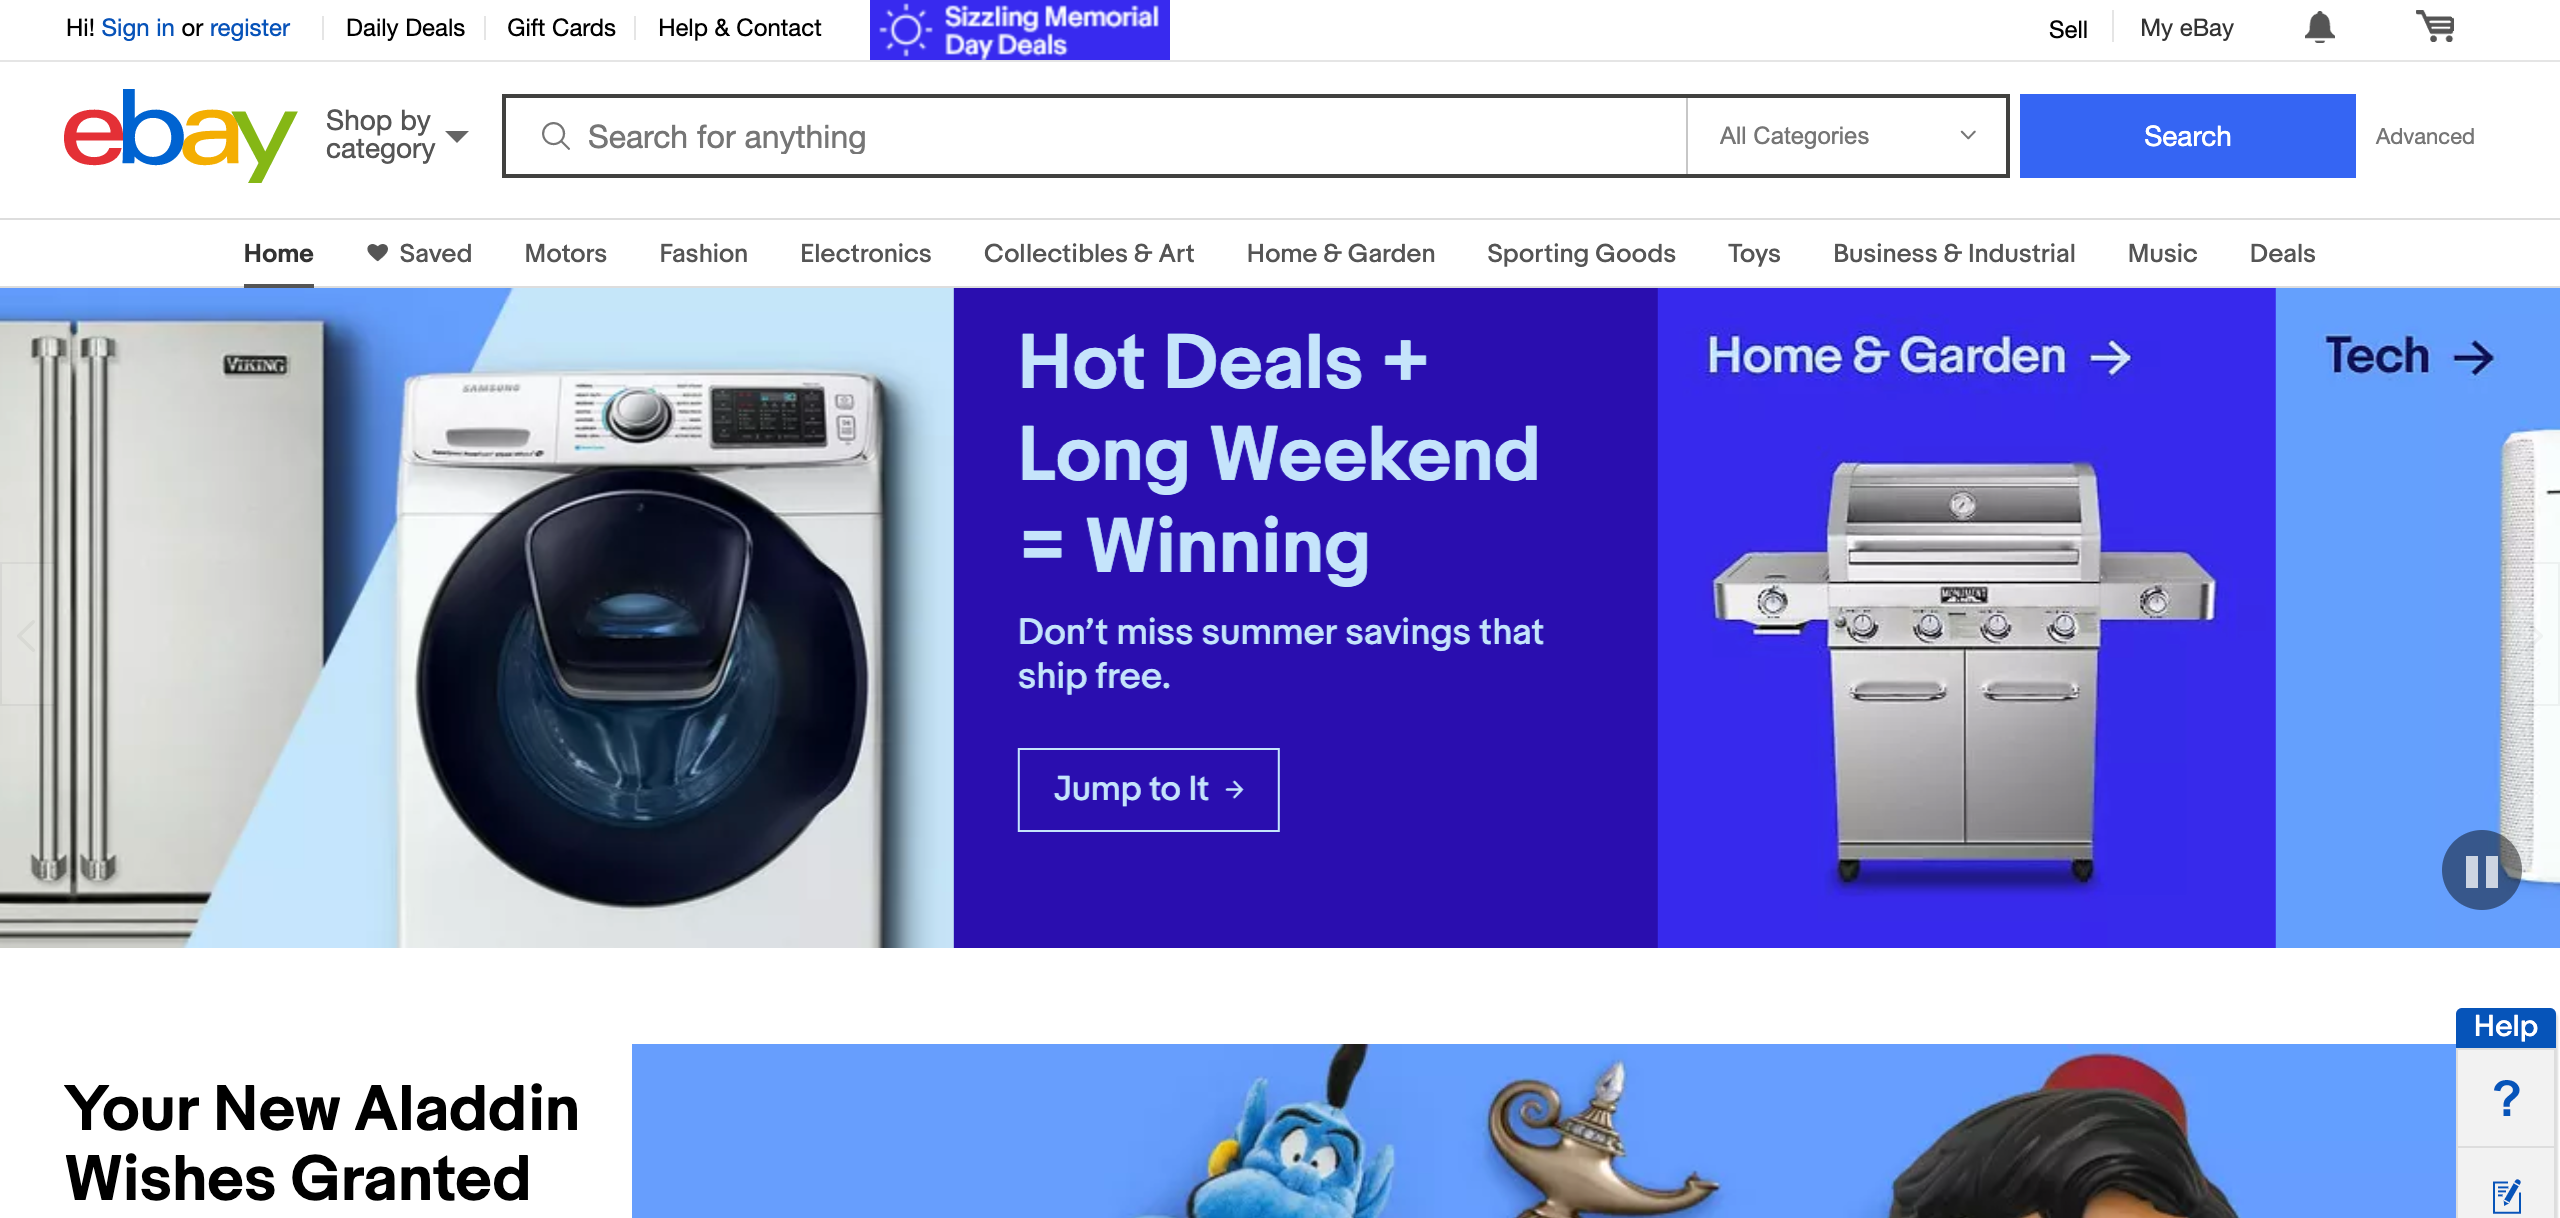 Hi! Sign in or register
Daily Deals
Gift Cards
Help & Contact
Sizzling Memorial
Day Deals
Sell
My eBay
ebay
Shop by
category
Search for anything
All Categories
Search
Advanced
Home
Saved
Motors
Fashion
Electronics
Collectibles & Art
Home & Garden
Sporting Goods
Toys
Business & Industrial
Music
Deals
VIKING
SAMSUNG
Hot Deals +
Long Weekend
= Winning
Don’t miss summer savings that
ship free.
Jump to It →
Home & Garden →
MONUMENT
Tech →
Help
?
Your New Aladdin
Wishes Granted